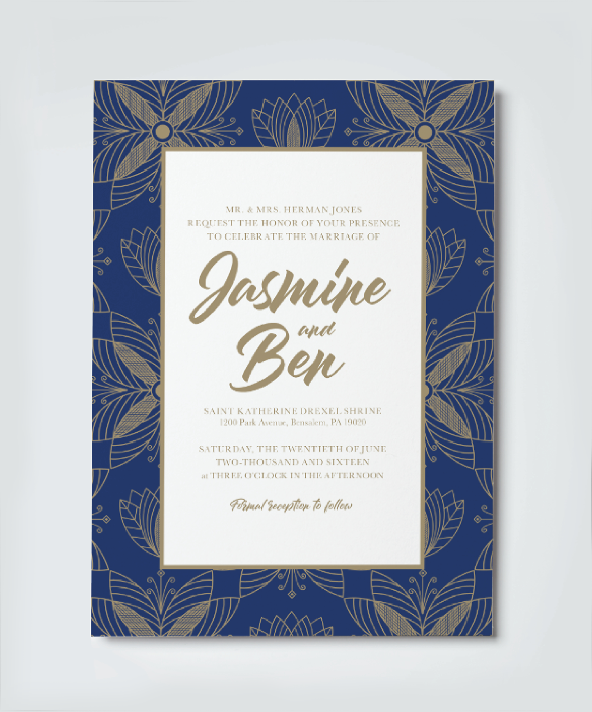 MR. & MRS. HERMAN JONES
REQUEST THE HONOR OF YOUR PRESENCE
TO CELEBRATE THE MARRIAGE OF
Jasmine
and
Ben
SAINT KATHERINE DREXEL SHRINE
1200 Park Avenue, Bensalem, PA 19020
SATURDAY, THE TWENTIETH OF JUNE
TWO-THOUSAND AND SIXTEEN
at THREE O'CLOCK IN THE AFTERNOON
Formal reception to follow